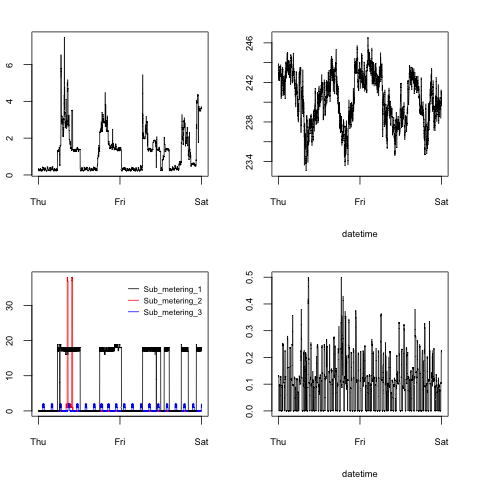 6
4
2
0
Thu Fri Sat
246
242
238
234
Thu Fri Sat
datetime
30
20
10
0
Sub_metering_1
Sub_metering_2
Sub_metering_3
Thu Fri Sat
0.5
0.4
0.3
0.2
0.1
0.0
Thu Fri Sat
datetime